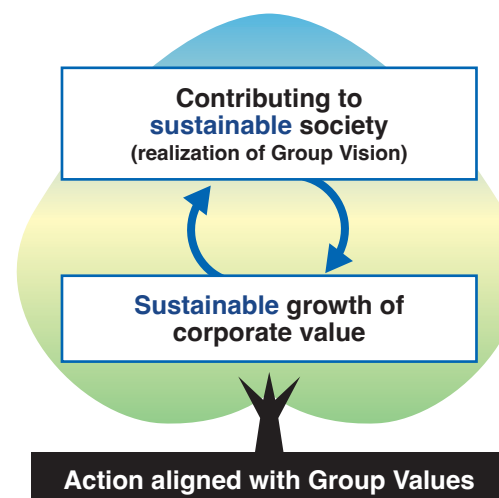 Contributing to
sustainable society
(realization of Group Vision)
Sustainable growth of
corporate value
Action aligned with Group Values